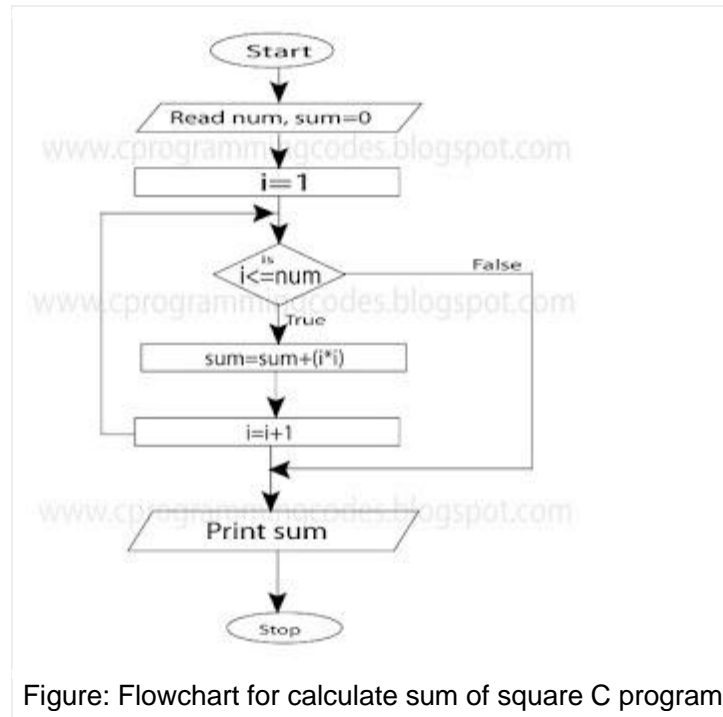 Start
Read num, sum=0
www.cprogrammingcodes.blogspot.com
i=1
is
i<=num
False
www.cprogrammingcodes.blogspot.com
True
sum=sum+(i*i)
i=i+1
www.cprogrammingcodes.blogspot.com
Print sum
Stop
Figure: Flowchart for calculate sum of square C program